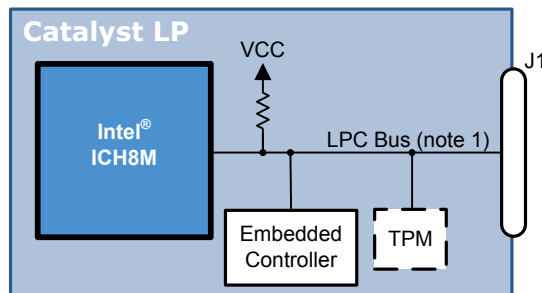 Catalyst LP
VCC
J1
Intel®
ICH8M
LPC Bus (note 1)
Embedded
Controller
TPM